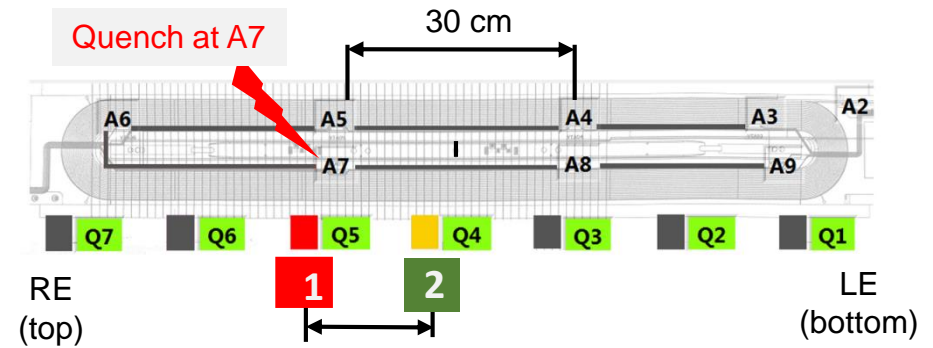 30 cm
Quench at A7
A6 A5 A4 A3 A2
A7 A8 A9
Q7 Q6 Q5 Q4 Q3 Q2 Q1
1 2
RE
(top)
LE
(bottom)